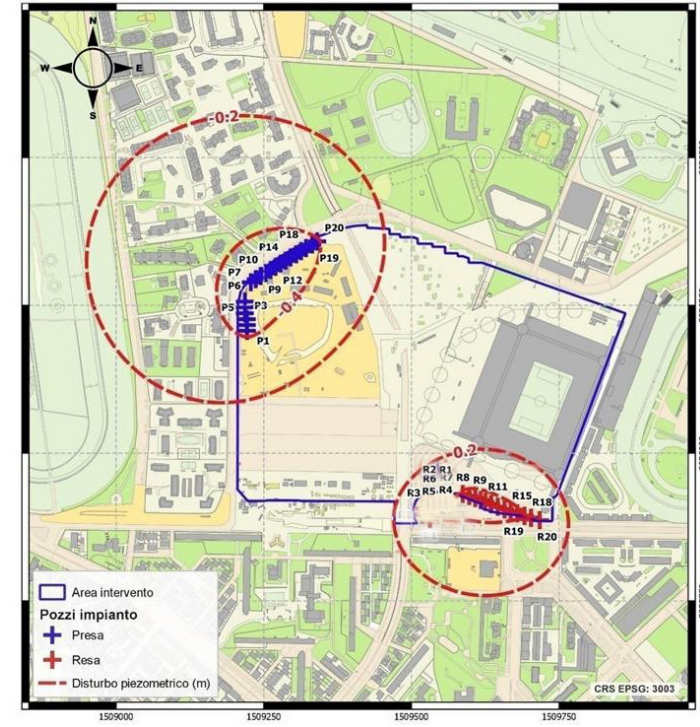 N
W E
S
-0.2
P20
P18
P14
P19
P10
P7
P12
P6
P9
-0.4
P5 P3
P1
-0.2
R2 R1
R6 R7 R8 R9
R3 R5 R4 R11
R15
R18
R19
R20
Area intervento
Pozzi impianto
Presa
Resa
Disturbo piezometrico (m)
CRS EPSG: 3003
1509000 1509250 1509500 1509750